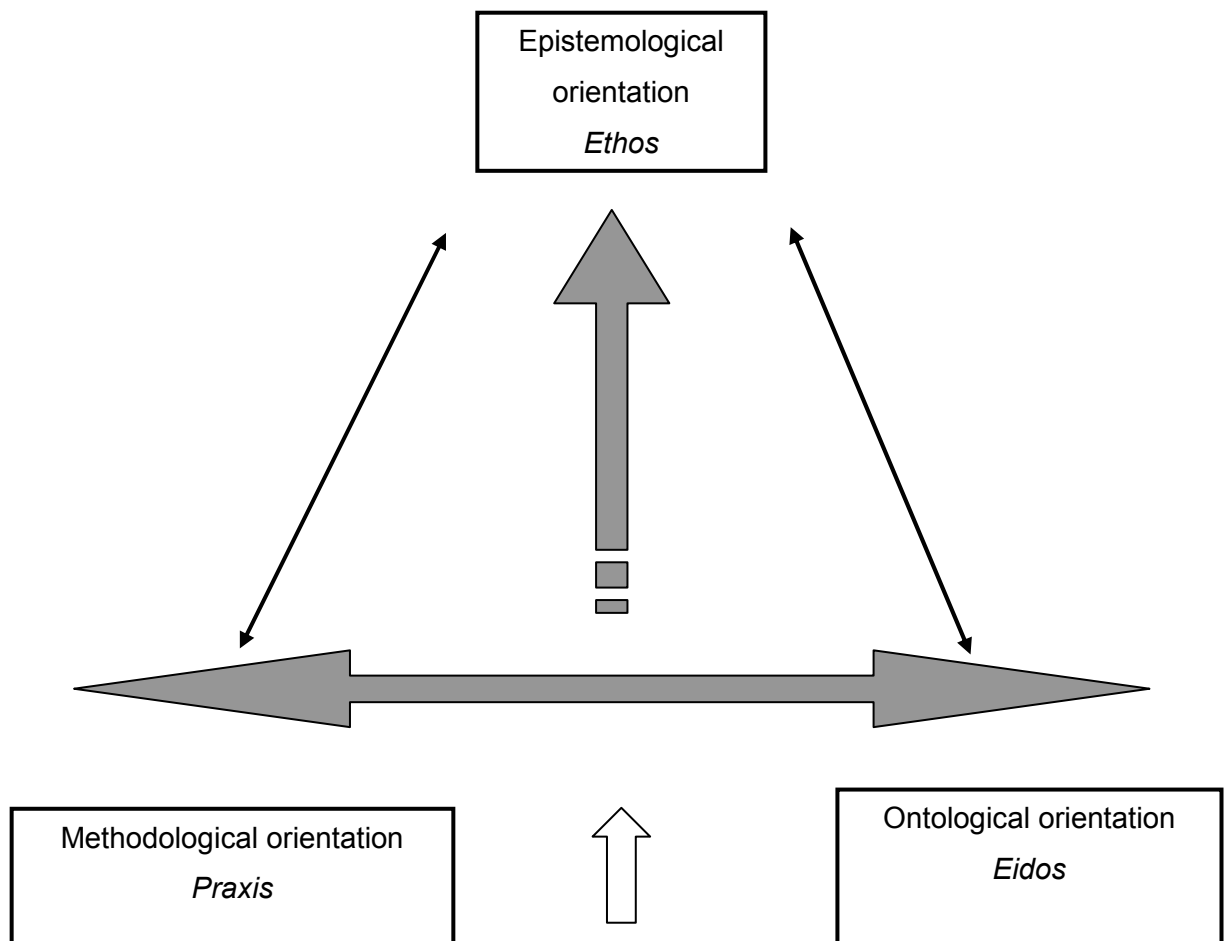 Epistemological
orientation
Ethos
Methodological orientation
Praxis
Ontological orientation
Eidos